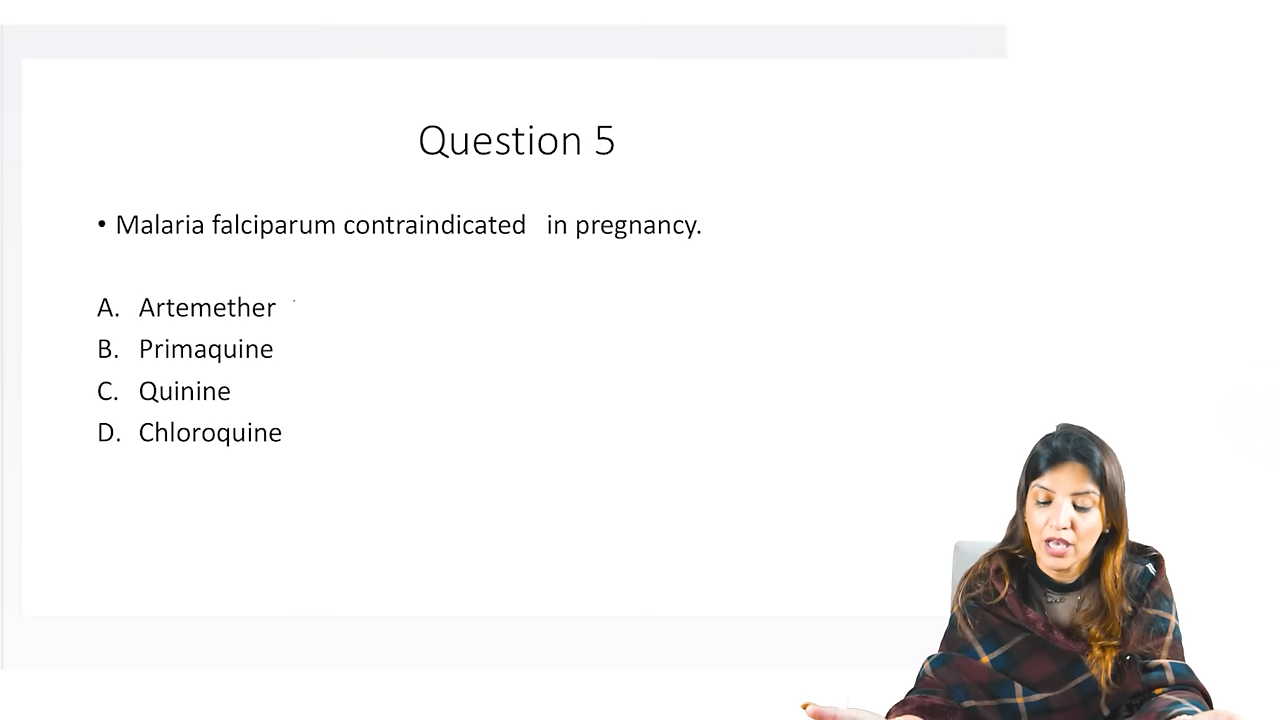 Question 5
• Malaria falciparum contraindicated in pregnancy.
A. Artemether
B. Primaquine
C. Quinine
D. Chloroquine